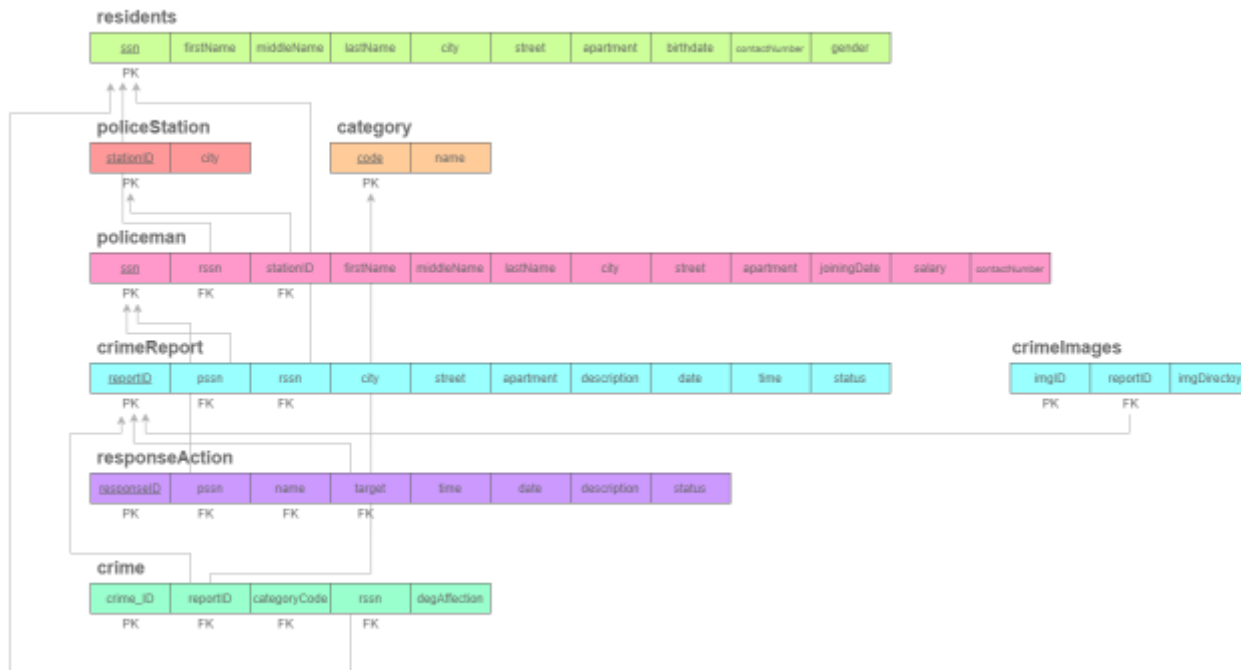 residents
ssn firstName middleName lastName city street apartment birthdate contactNumber gender
PK
policeStation category
stationID city code name
PK PK
policeman
ssn rssn stationID firstName middleName lastName city street apartment joiningDate salary contactNumber
PK FK FK
crimeReport crimeImages
reportID pssn rssn city street apartment description date time status imgID reportID imgDirectoy
PK FK FK PK FK
responseAction
responseID pssn name target time date description status
PK FK FK FK
crime
crime_ID reportID categoryCode rssn degAffection
PK FK FK FK